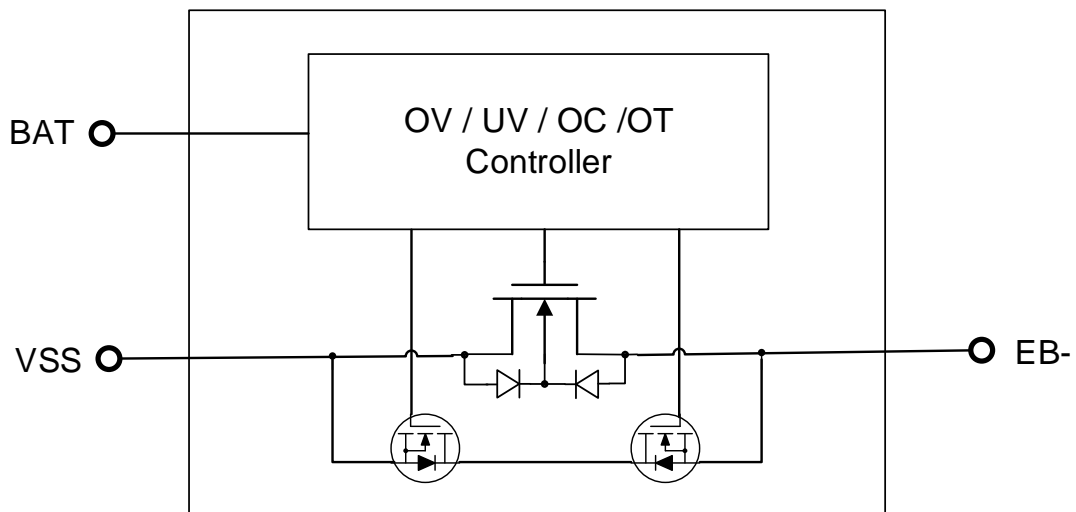 OV / UV / OC /OT
Controller
BAT
VSS
EB-